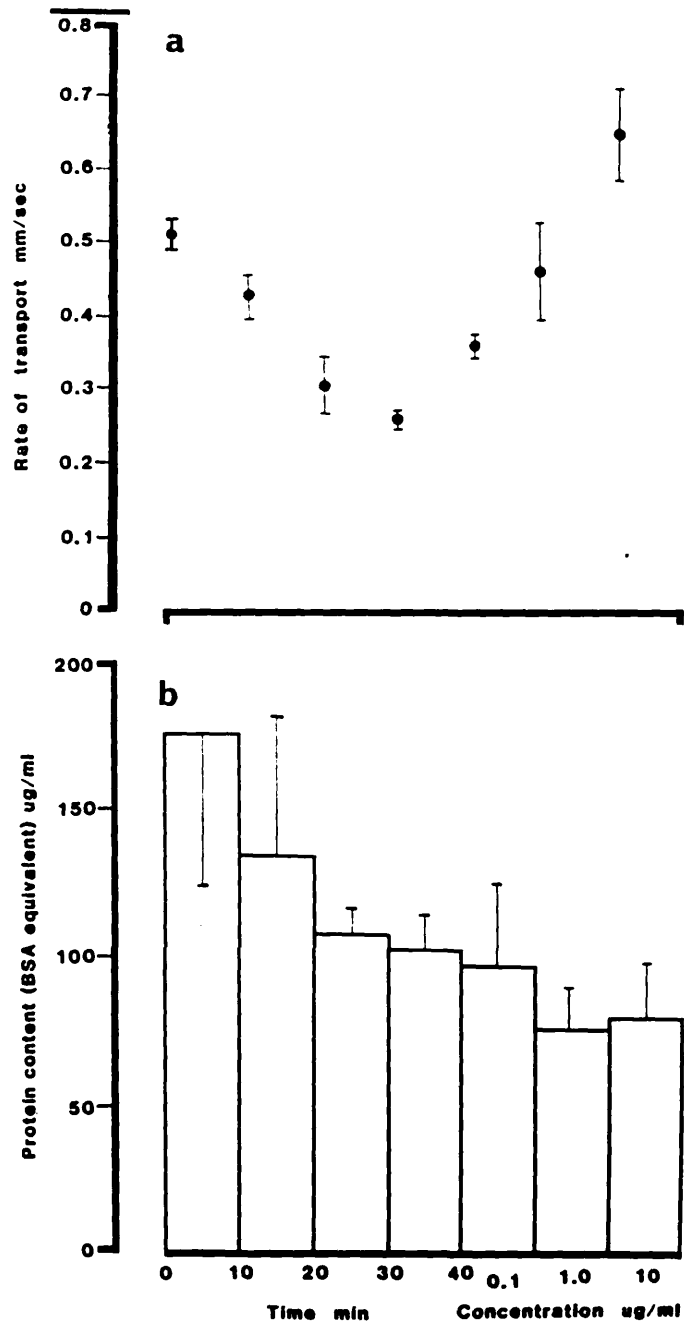 a
0.8
0.7
0.6
0.5
0.4
0.3
0.2
0.1
0
Rate of transport mm/sec
b
200
150
100
50
0
Protein content (BSA equivalent) ug/ml
0 10 20 30 40 0.1 1.0 10
Time min Concentration ug/ml